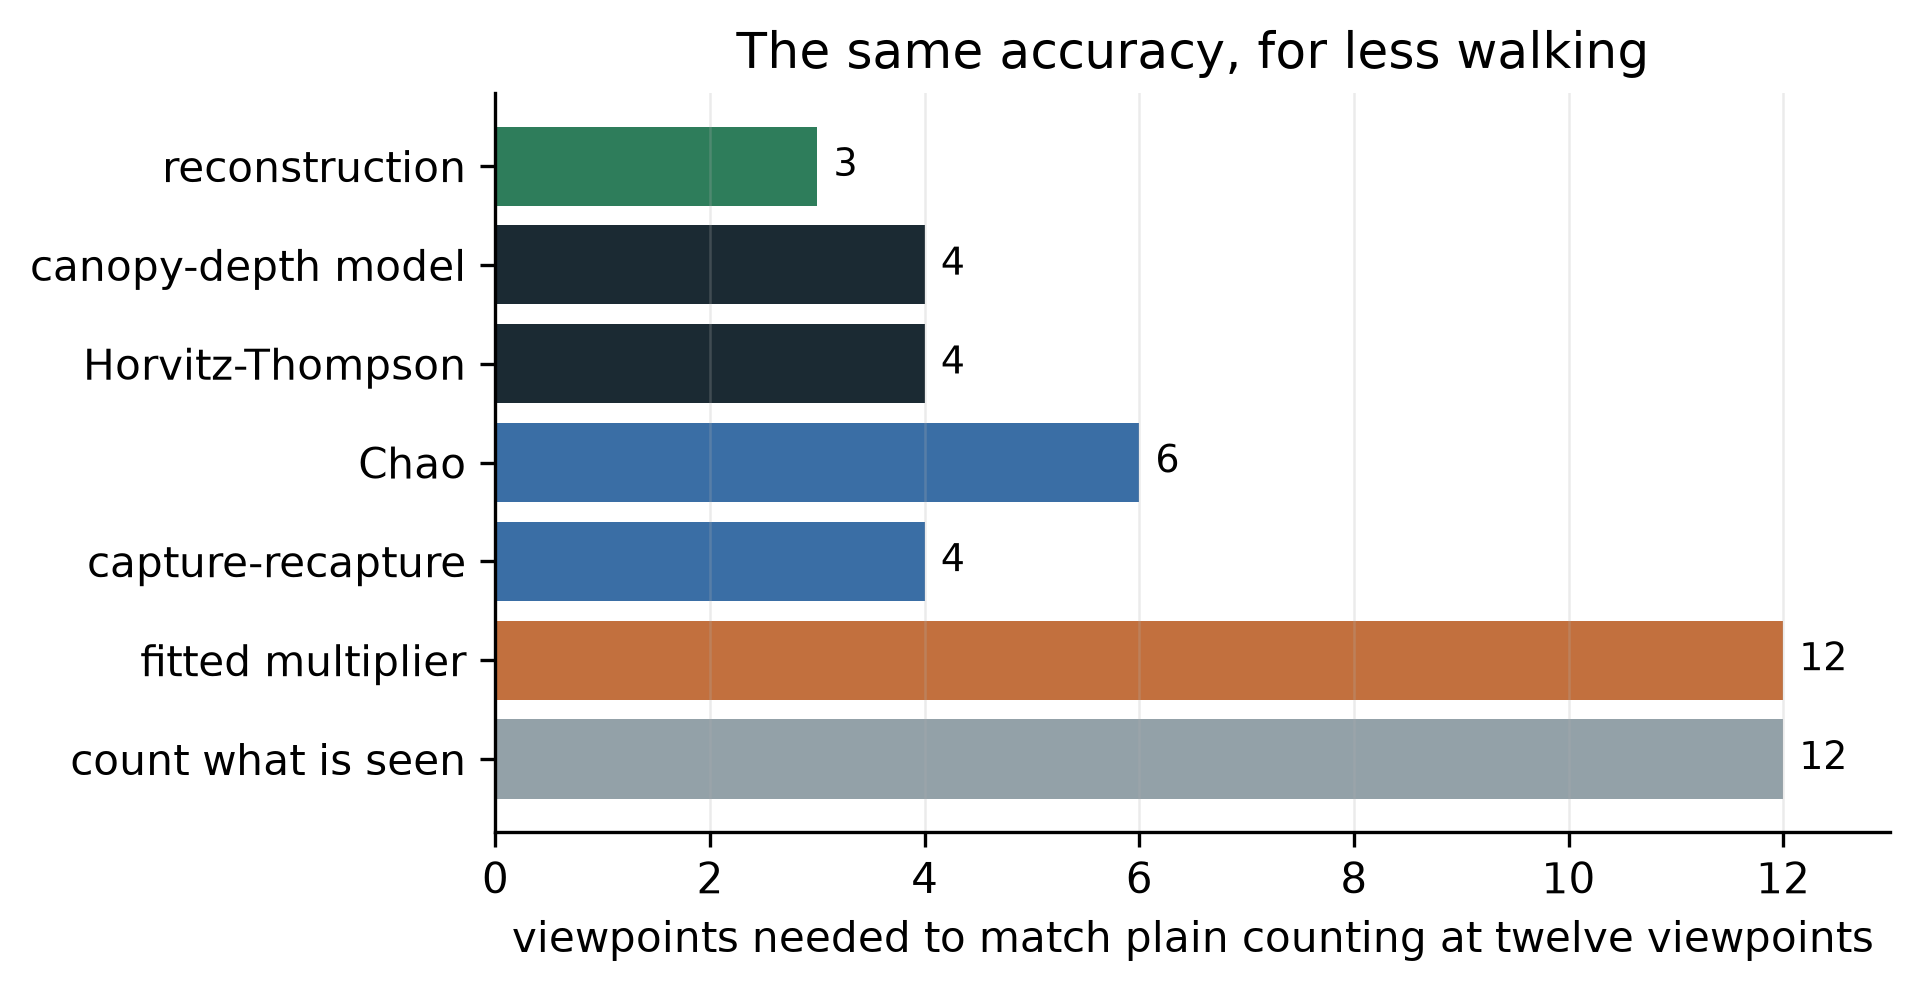 The same accuracy, for less walking
reconstruction
3
canopy-depth model
4
Horvitz-Thompson
4
Chao
6
capture-recapture
4
fitted multiplier
12
count what is seen
12
0 2 4 6 8 10 12
viewpoints needed to match plain counting at twelve viewpoints